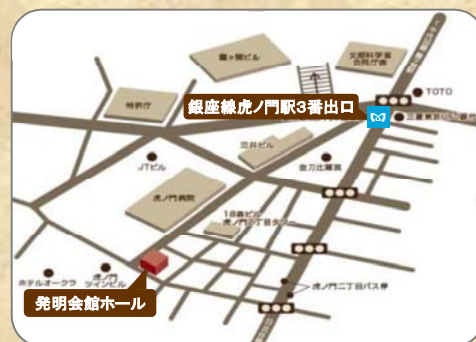 霞ヶ関ビル
文部科学省
合同庁舎
TOTO
特許庁
銀座線虎ノ門駅3番出口
三井ビル
JTビル
金刀比羅宮
虎の門病院
18森ビル
虎ノ門2丁目タワー
ホテルオークラ
虎ノ門
ツインビル
虎ノ門二丁目バス停
発明会館ホール